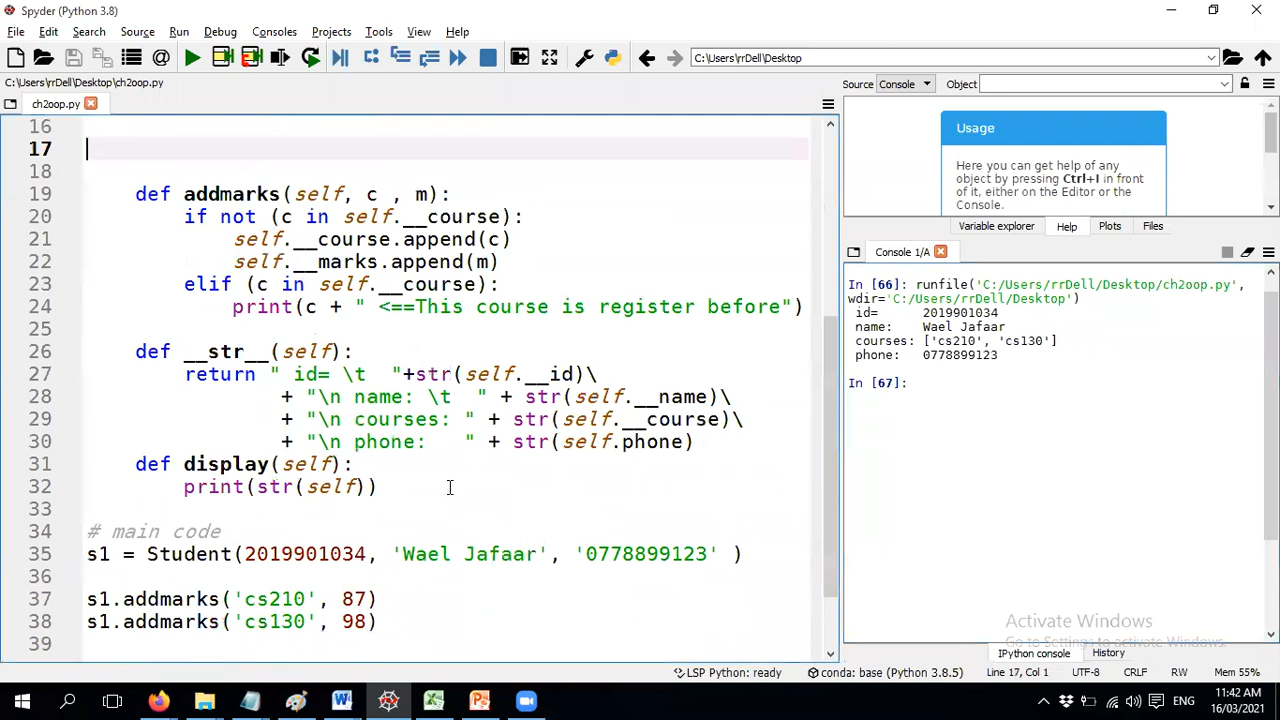 Spyder (Python 3.8)
File Edit Search Source Run Debug Consoles Projects Tools View Help
C:\Users\rrDell\Desktop
C:\Users\rrDell\Desktop\ch2oop.py
ch2oop.py
16
17
18
19 def addmarks(self, c , m):
20 if not (c in self.__course):
21 self.__course.append(c)
22 self.__marks.append(m)
23 elif (c in self.__course):
24 print(c + " <==This course is register before")
25
26 def __str__(self):
27 return " id= \t "+str(self.__id)\
28 + "\n name: \t " + str(self.__name)\
29 + "\n courses: " + str(self.__course)\
30 + "\n phone: " + str(self.phone)
31 def display(self):
32 print(str(self))
33
34 # main code
35 s1 = Student(2019901034, 'Wael Jafaar', '0778899123' )
36
37 s1.addmarks('cs210', 87)
38 s1.addmarks('cs130', 98)
39
Source Console Object
Usage
Here you can get help of any
object by pressing Ctrl+I in front
of it, either on the Editor or the
Console.
Variable explorer Help Plots Files
Console 1/A
In [66]: runfile('C:/Users/rrDell/Desktop/ch2oop.py',
wdir='C:/Users/rrDell/Desktop')
id= 2019901034
name: Wael Jafaar
courses: ['cs210', 'cs130']
phone: 0778899123
In [67]:
Activate Windows
Go to Settings to activate Windows.
IPython console History
LSP Python: ready conda: base (Python 3.8.5) Line 17, Col 1 UTF-8 CRLF RW Mem 55%
ENG
11:42 AM
16/03/2021